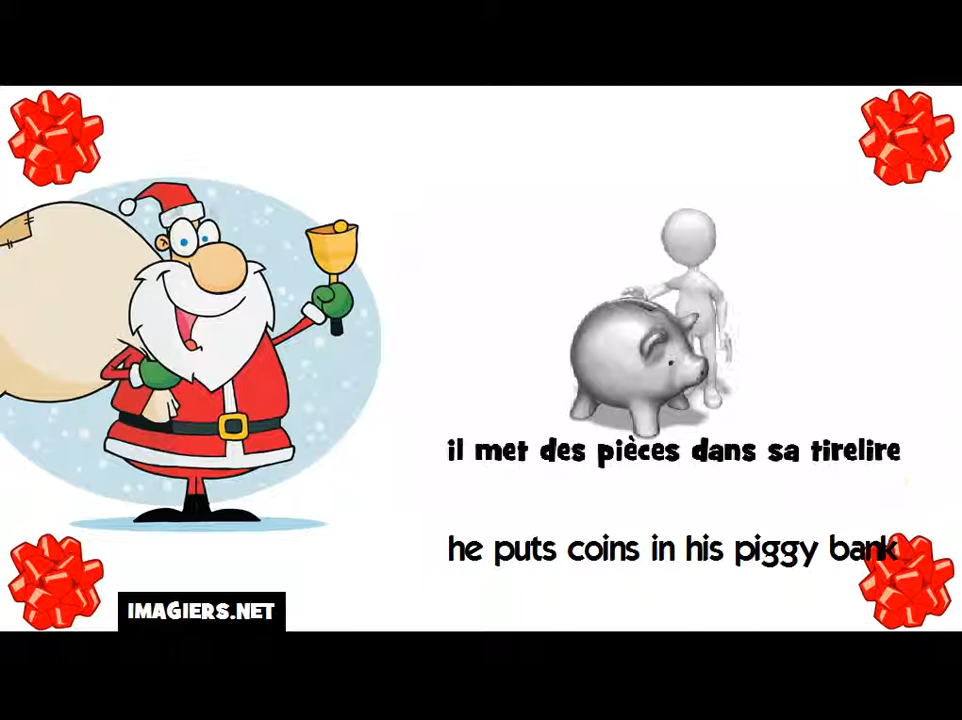 il met des pièces dans sa tirelire
he puts coins in his piggy bank
IMAGIERS.NET